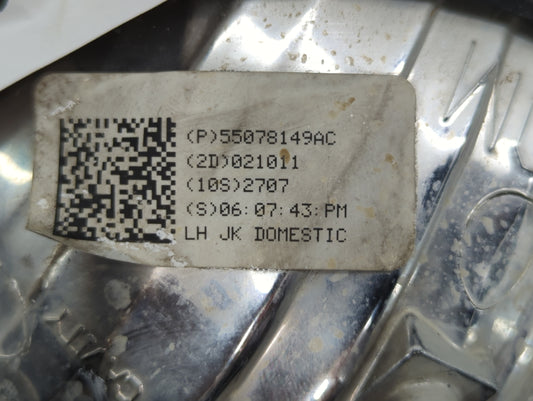 (P)55078149AC
(2D)021011
(10S)2707
(S)06:07:43:PM
LH JK DOMESTIC